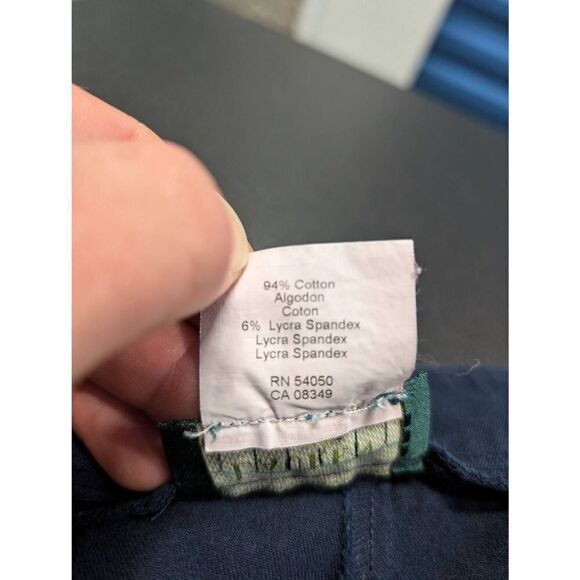 94% Cotton
Algodon
Coton
6% Lycra Spandex
Lycra Spandex
Lycra Spandex
RN 54050
CA 08349